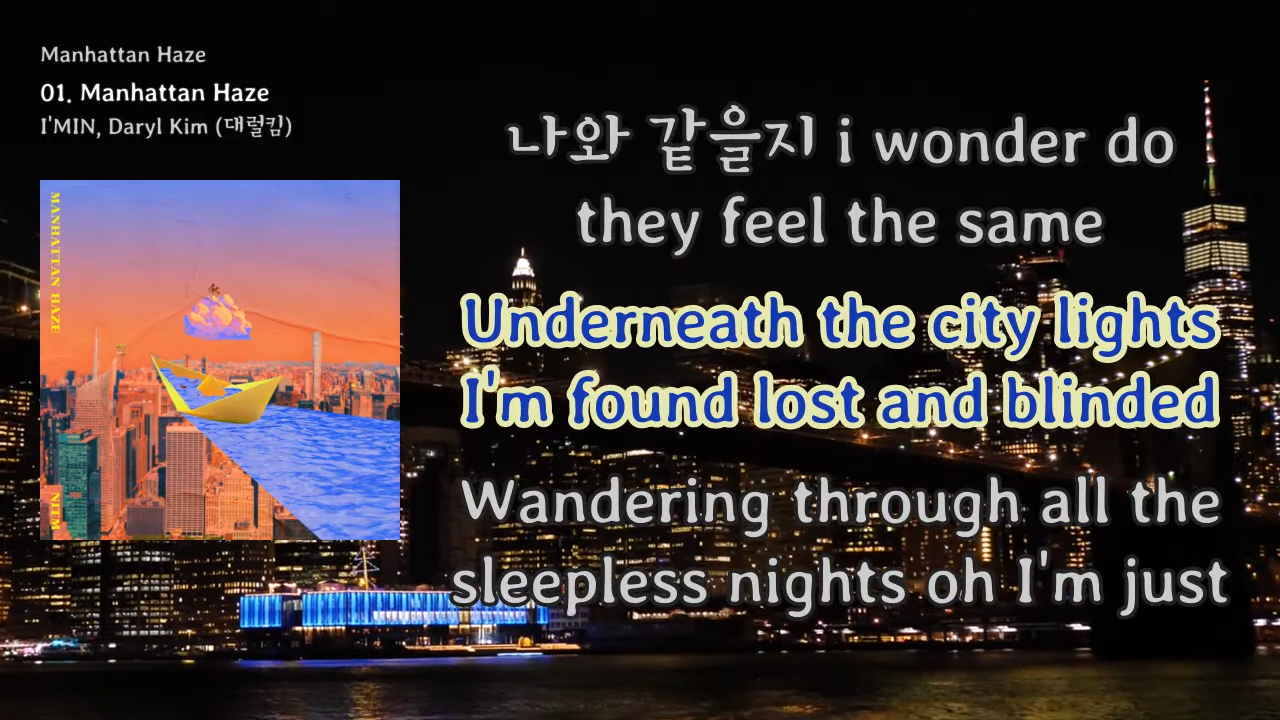 Manhattan Haze
01. Manhattan Haze
I'MIN, Daryl Kim (대럴킴)
MANHATTAN HAZE
I'MIN
나와 같을지 i wonder do
they feel the same
Underneath the city lights
I'm found lost and blinded
Wandering through all the
sleepless nights oh I'm just